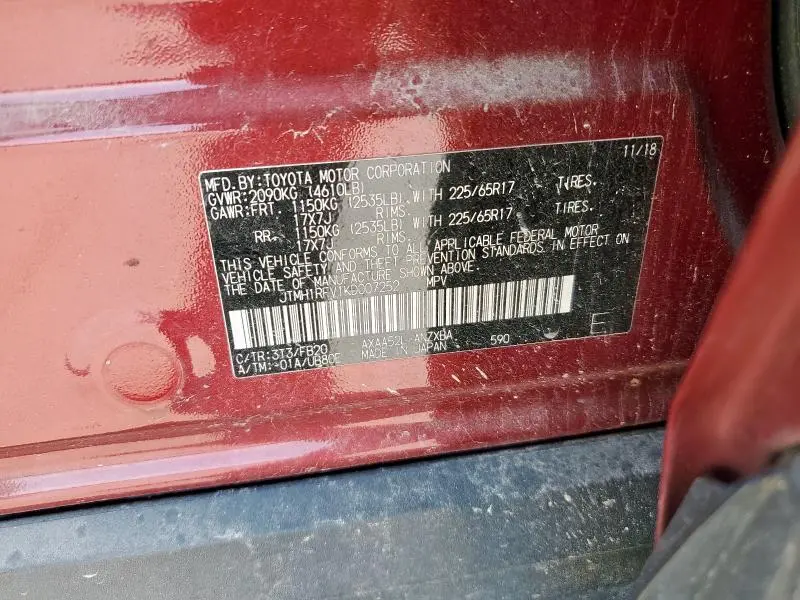 11/18
MFD.BY:TOYOTA MOTOR CORPORATION
GVWR:2090KG (4610LB)
GAWR:FRT. 1150KG (2535LB) WITH 225/65R17 TIRES.
17X7J RIMS.
RR. 1150KG (2535LB) WITH 225/65R17 TIRES.
17X7J RIMS.
THIS VEHICLE CONFORMS TO ALL APPLICABLE FEDERAL MOTOR
VEHICLE SAFETY AND THEFT PREVENTION STANDARDS IN EFFECT ON
THE DATE OF MANUFACTURE SHOWN ABOVE.
MPV
C/TR:3T3/FB20 AXAA52L-ANZXBA 590 E
A/TM:-01A/UB80E MADE IN JAPAN